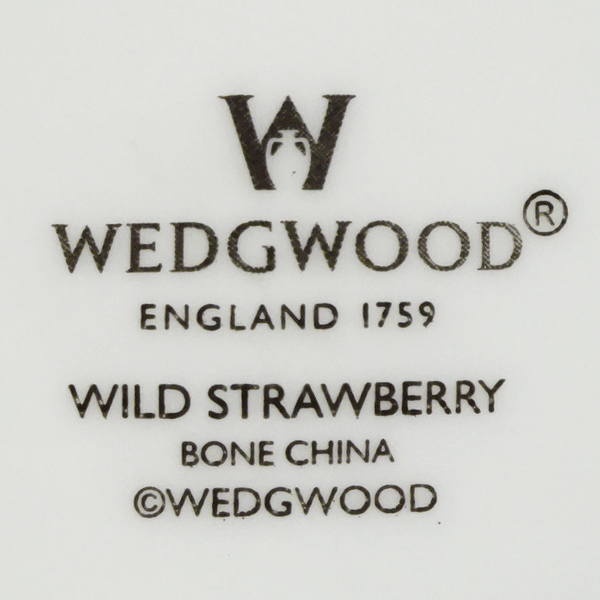 W
WEDGWOOD®
ENGLAND 1759
WILD STRAWBERRY
BONE CHINA
©WEDGWOOD